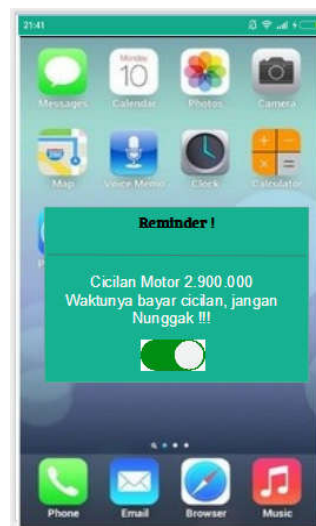 21:41
Monday
10
Messages
Calendar
Photos
Camera
Map
Voice Memo
Clock
Calculator
Reminder !
Cicilan Motor 2.900.000
Waktunya bayar cicilan, jangan
Nunggak !!!
Phone
Email
Browser
Music